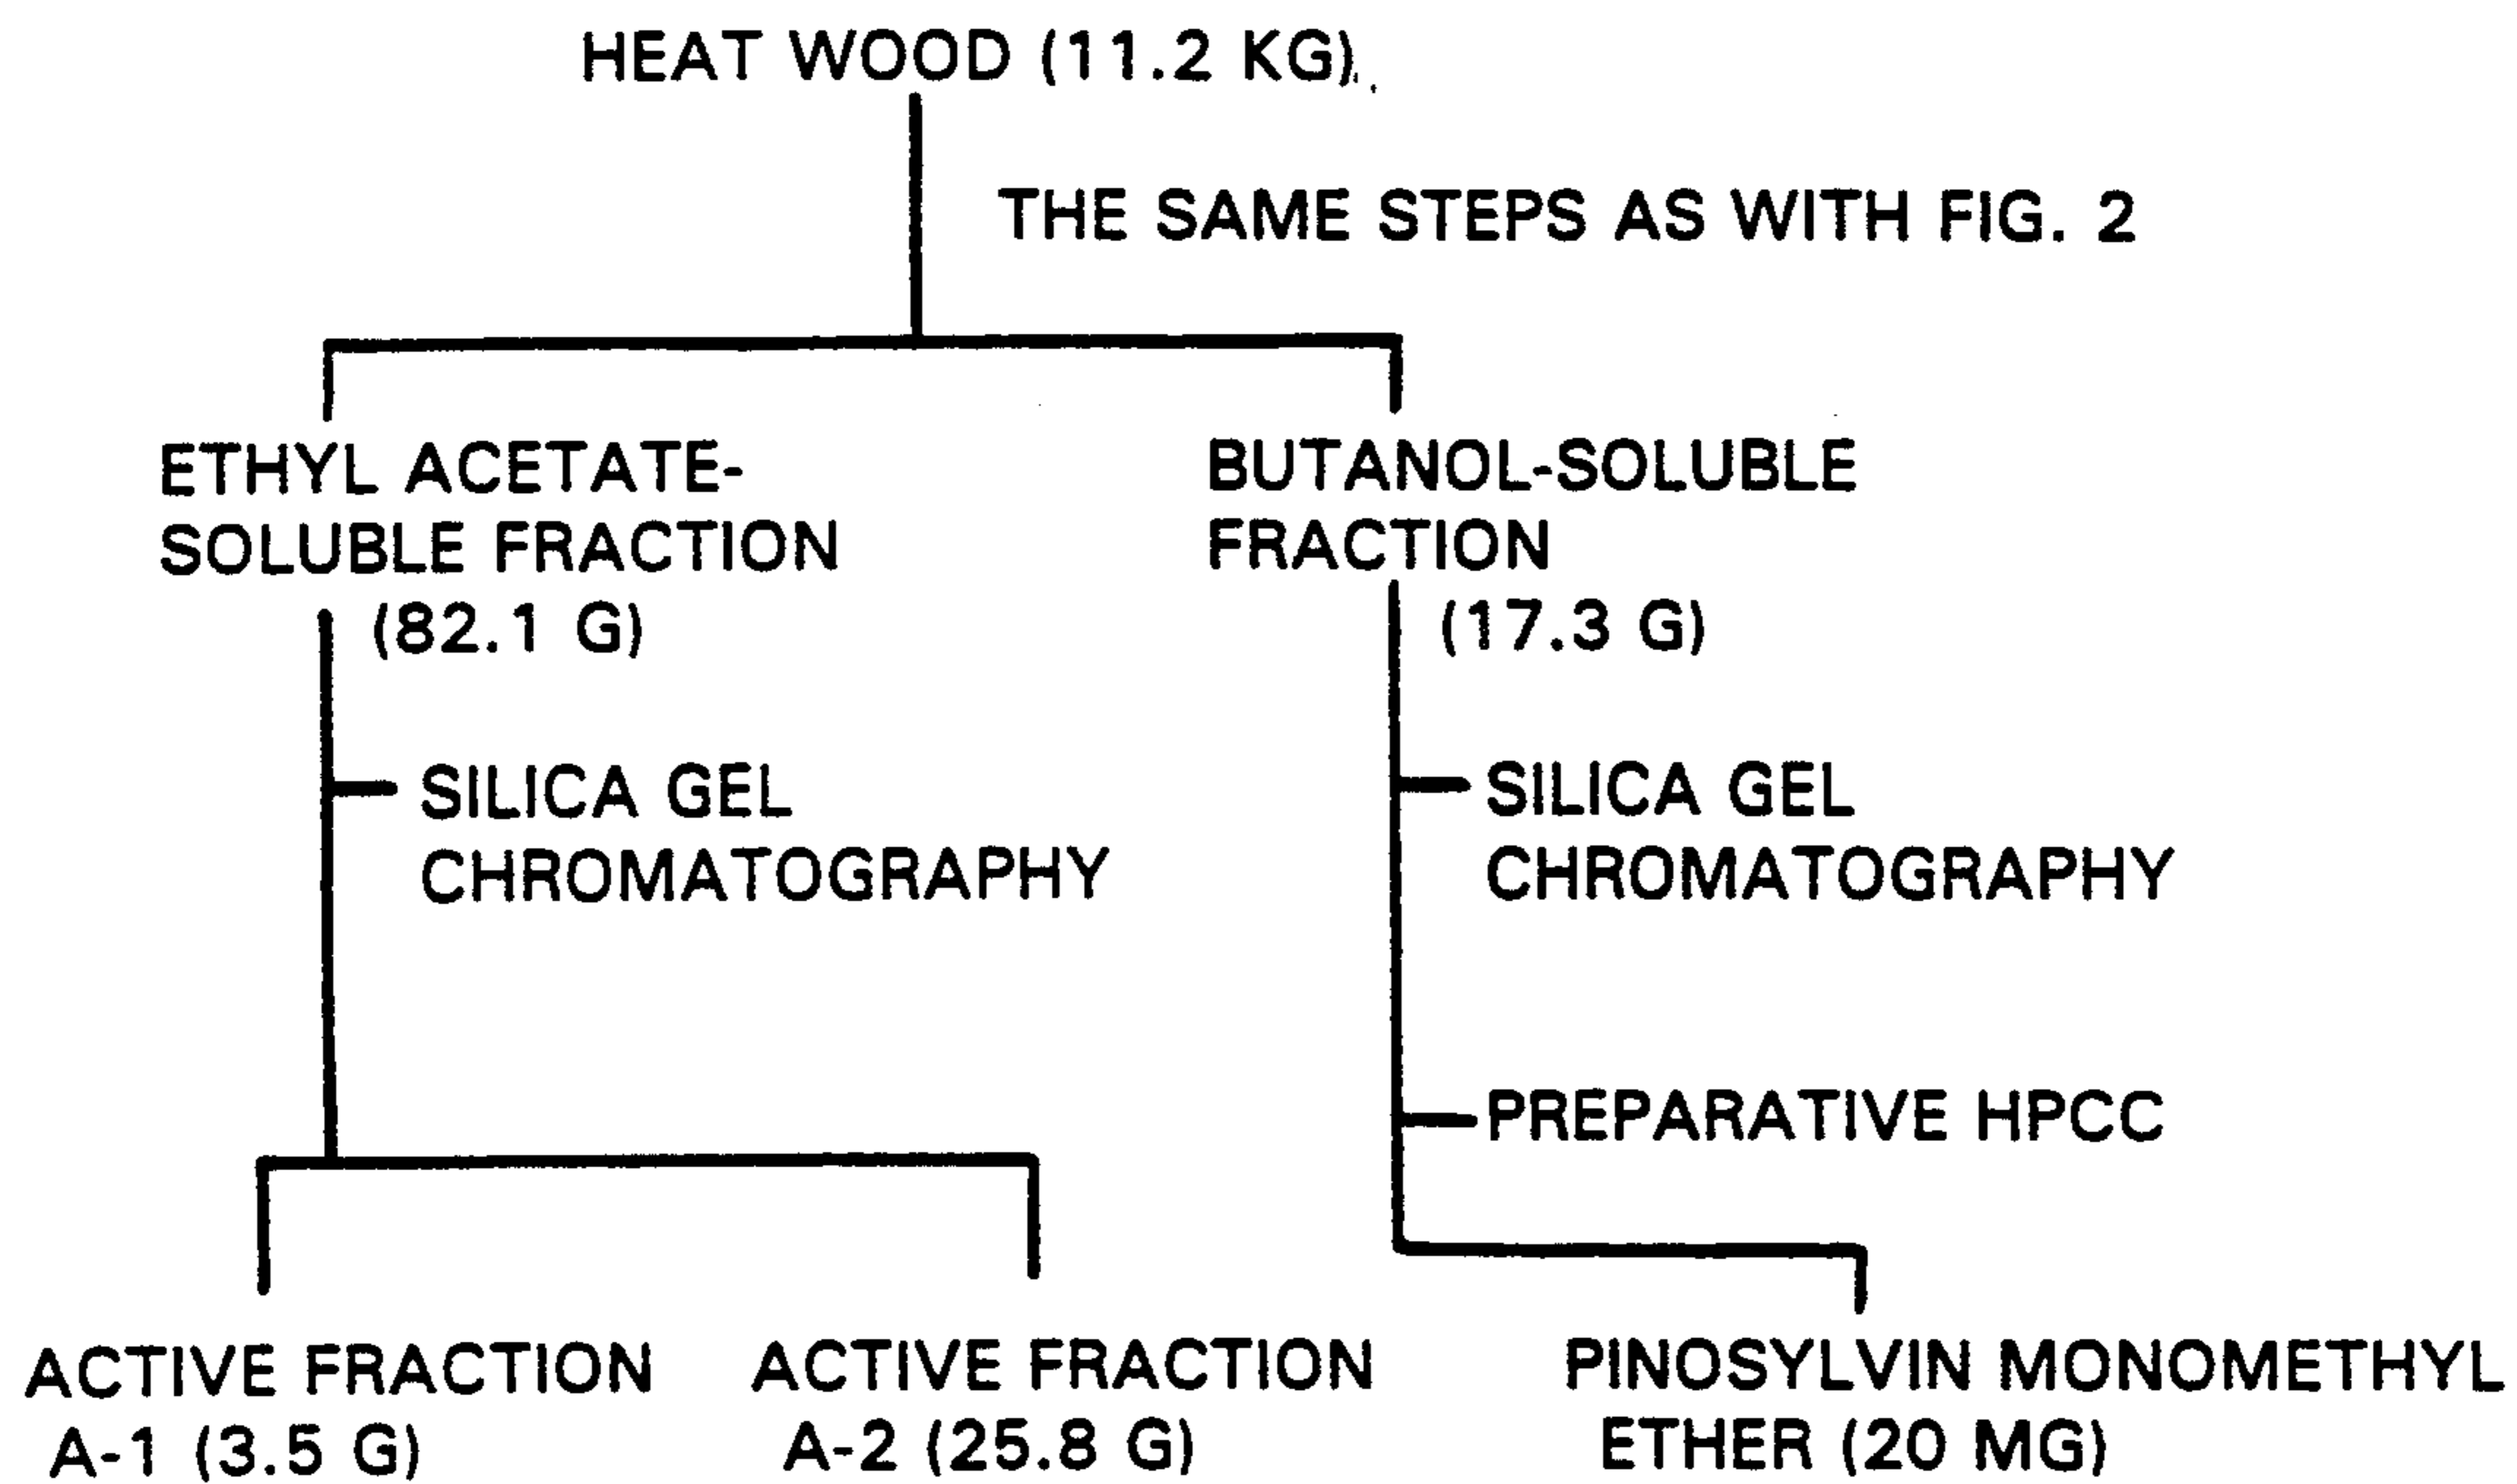 HEAT WOOD (11.2 KG)
THE SAME STEPS AS WITH FIG. 2
ETHYL ACETATE-
SOLUBLE FRACTION
(82.1 G)
BUTANOL-SOLUBLE
FRACTION
(17.3 G)
SILICA GEL
CHROMATOGRAPHY
SILICA GEL
CHROMATOGRAPHY
PREPARATIVE HPCC
ACTIVE FRACTION
A-1 (3.5 G)
ACTIVE FRACTION
A-2 (25.8 G)
PINOSYLVIN MONOMETHYL
ETHER (20 MG)